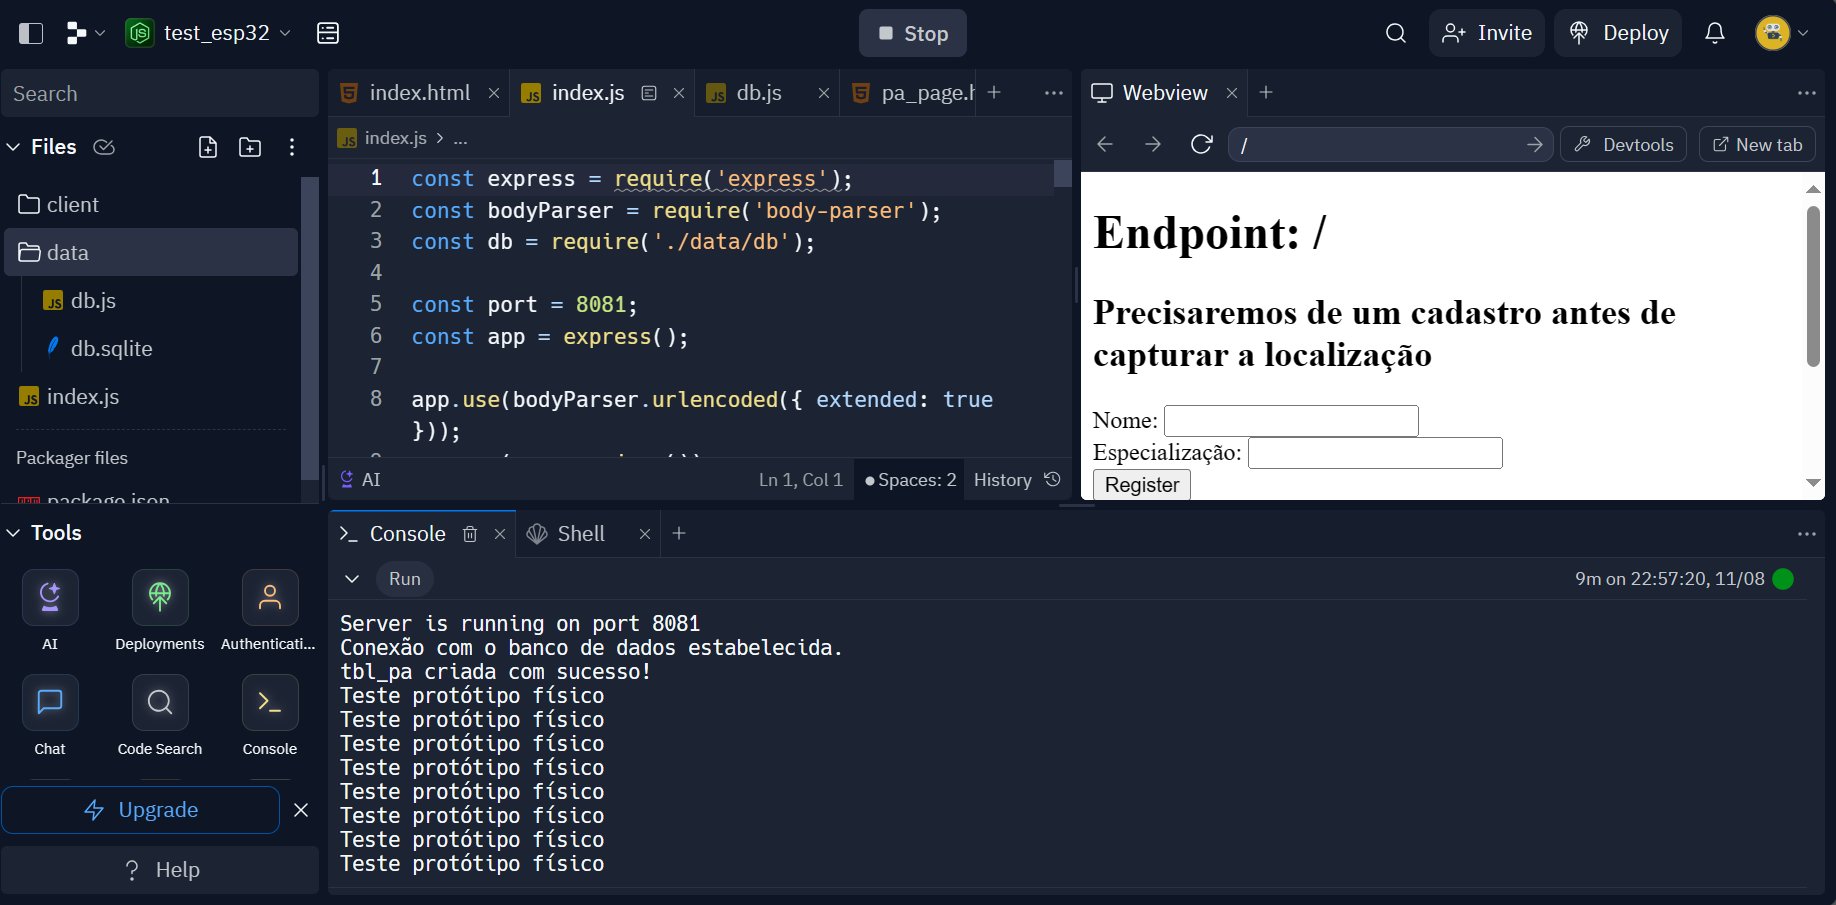 test_esp32
Stop
Invite
Deploy
Search
Files
client
data
db.js
db.sqlite
index.js
Packager files
package.json
Tools
AI
Deployments
Authenticati...
Chat
Code Search
Console
Upgrade
? Help
index.html
index.js
db.js
pa_page.h
index.js > ...
1 const express = require('express');
2 const bodyParser = require('body-parser');
3 const db = require('./data/db');
4
5 const port = 8081;
6 const app = express();
7
8 app.use(bodyParser.urlencoded({ extended: true
}));
AI
Ln 1, Col 1
Spaces: 2
History
Webview
/
Devtools
New tab
Endpoint: /
Precisaremos de um cadastro antes de
capturar a localização
Nome:
Especialização:
Register
Console
Shell
Run
9m on 22:57:20, 11/08
Server is running on port 8081
Conexão com o banco de dados estabelecida.
tbl_pa criada com sucesso!
Teste protótipo físico
Teste protótipo físico
Teste protótipo físico
Teste protótipo físico
Teste protótipo físico
Teste protótipo físico
Teste protótipo físico
Teste protótipo físico